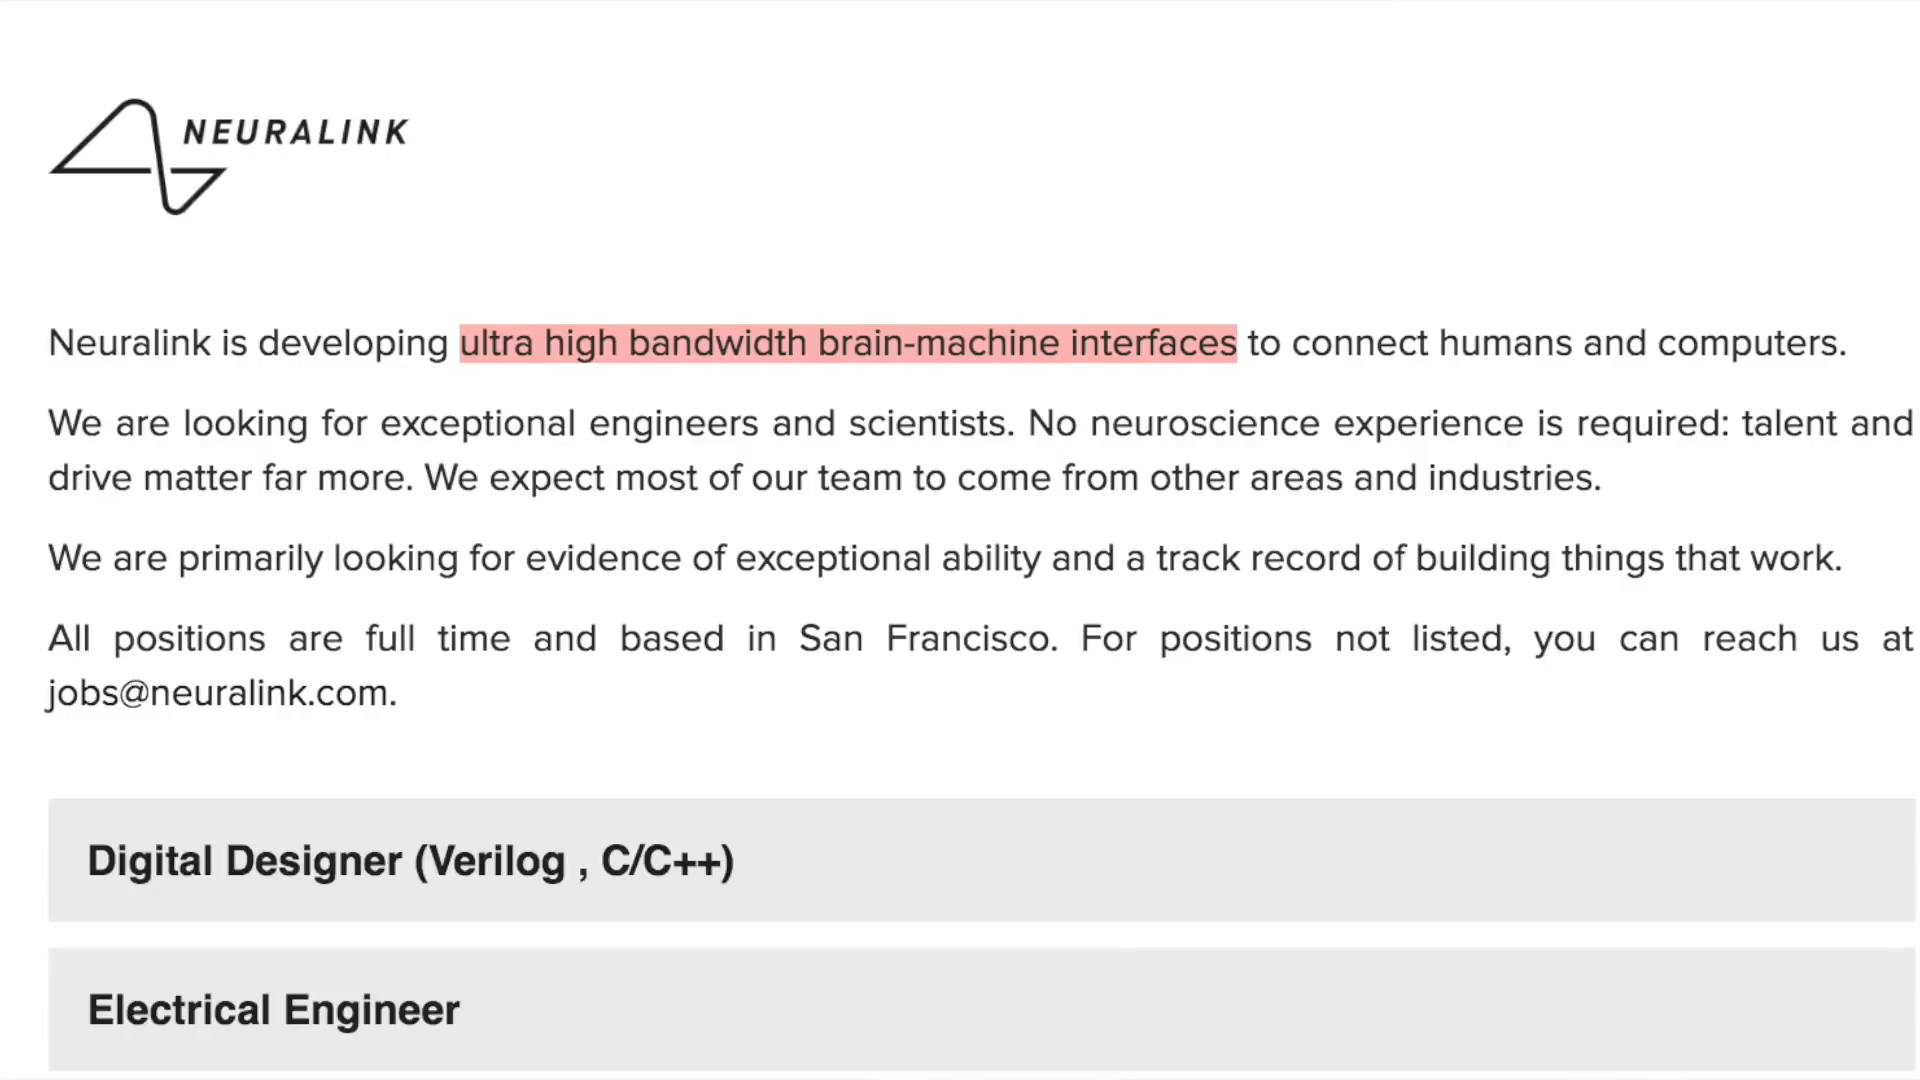 NEURALINK
Neuralink is developing ultra high bandwidth brain-machine interfaces to connect humans and computers.
We are looking for exceptional engineers and scientists. No neuroscience experience is required: talent and
drive matter far more. We expect most of our team to come from other areas and industries.
We are primarily looking for evidence of exceptional ability and a track record of building things that work.
All positions are full time and based in San Francisco. For positions not listed, you can reach us at
jobs@neuralink.com.
Digital Designer (Verilog , C/C++)
Electrical Engineer